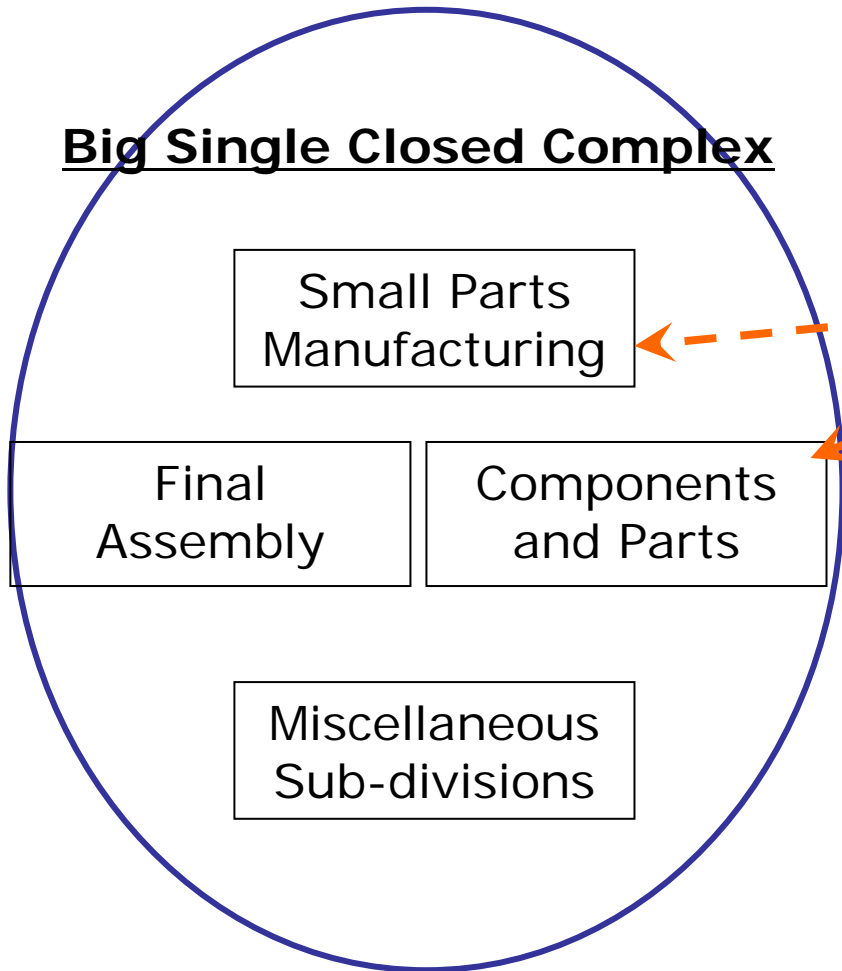 Big Single Closed Complex
Small Parts
Manufacturing
Final
Assembly
Components
and Parts
Miscellaneous
Sub-divisions